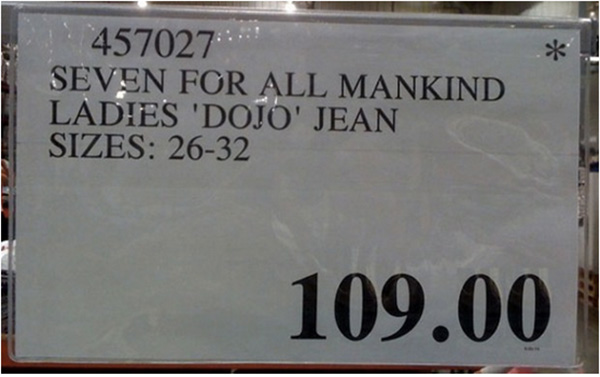 457027 *
SEVEN FOR ALL MANKIND
LADIES 'DOJO' JEAN
SIZES: 26-32
109.00